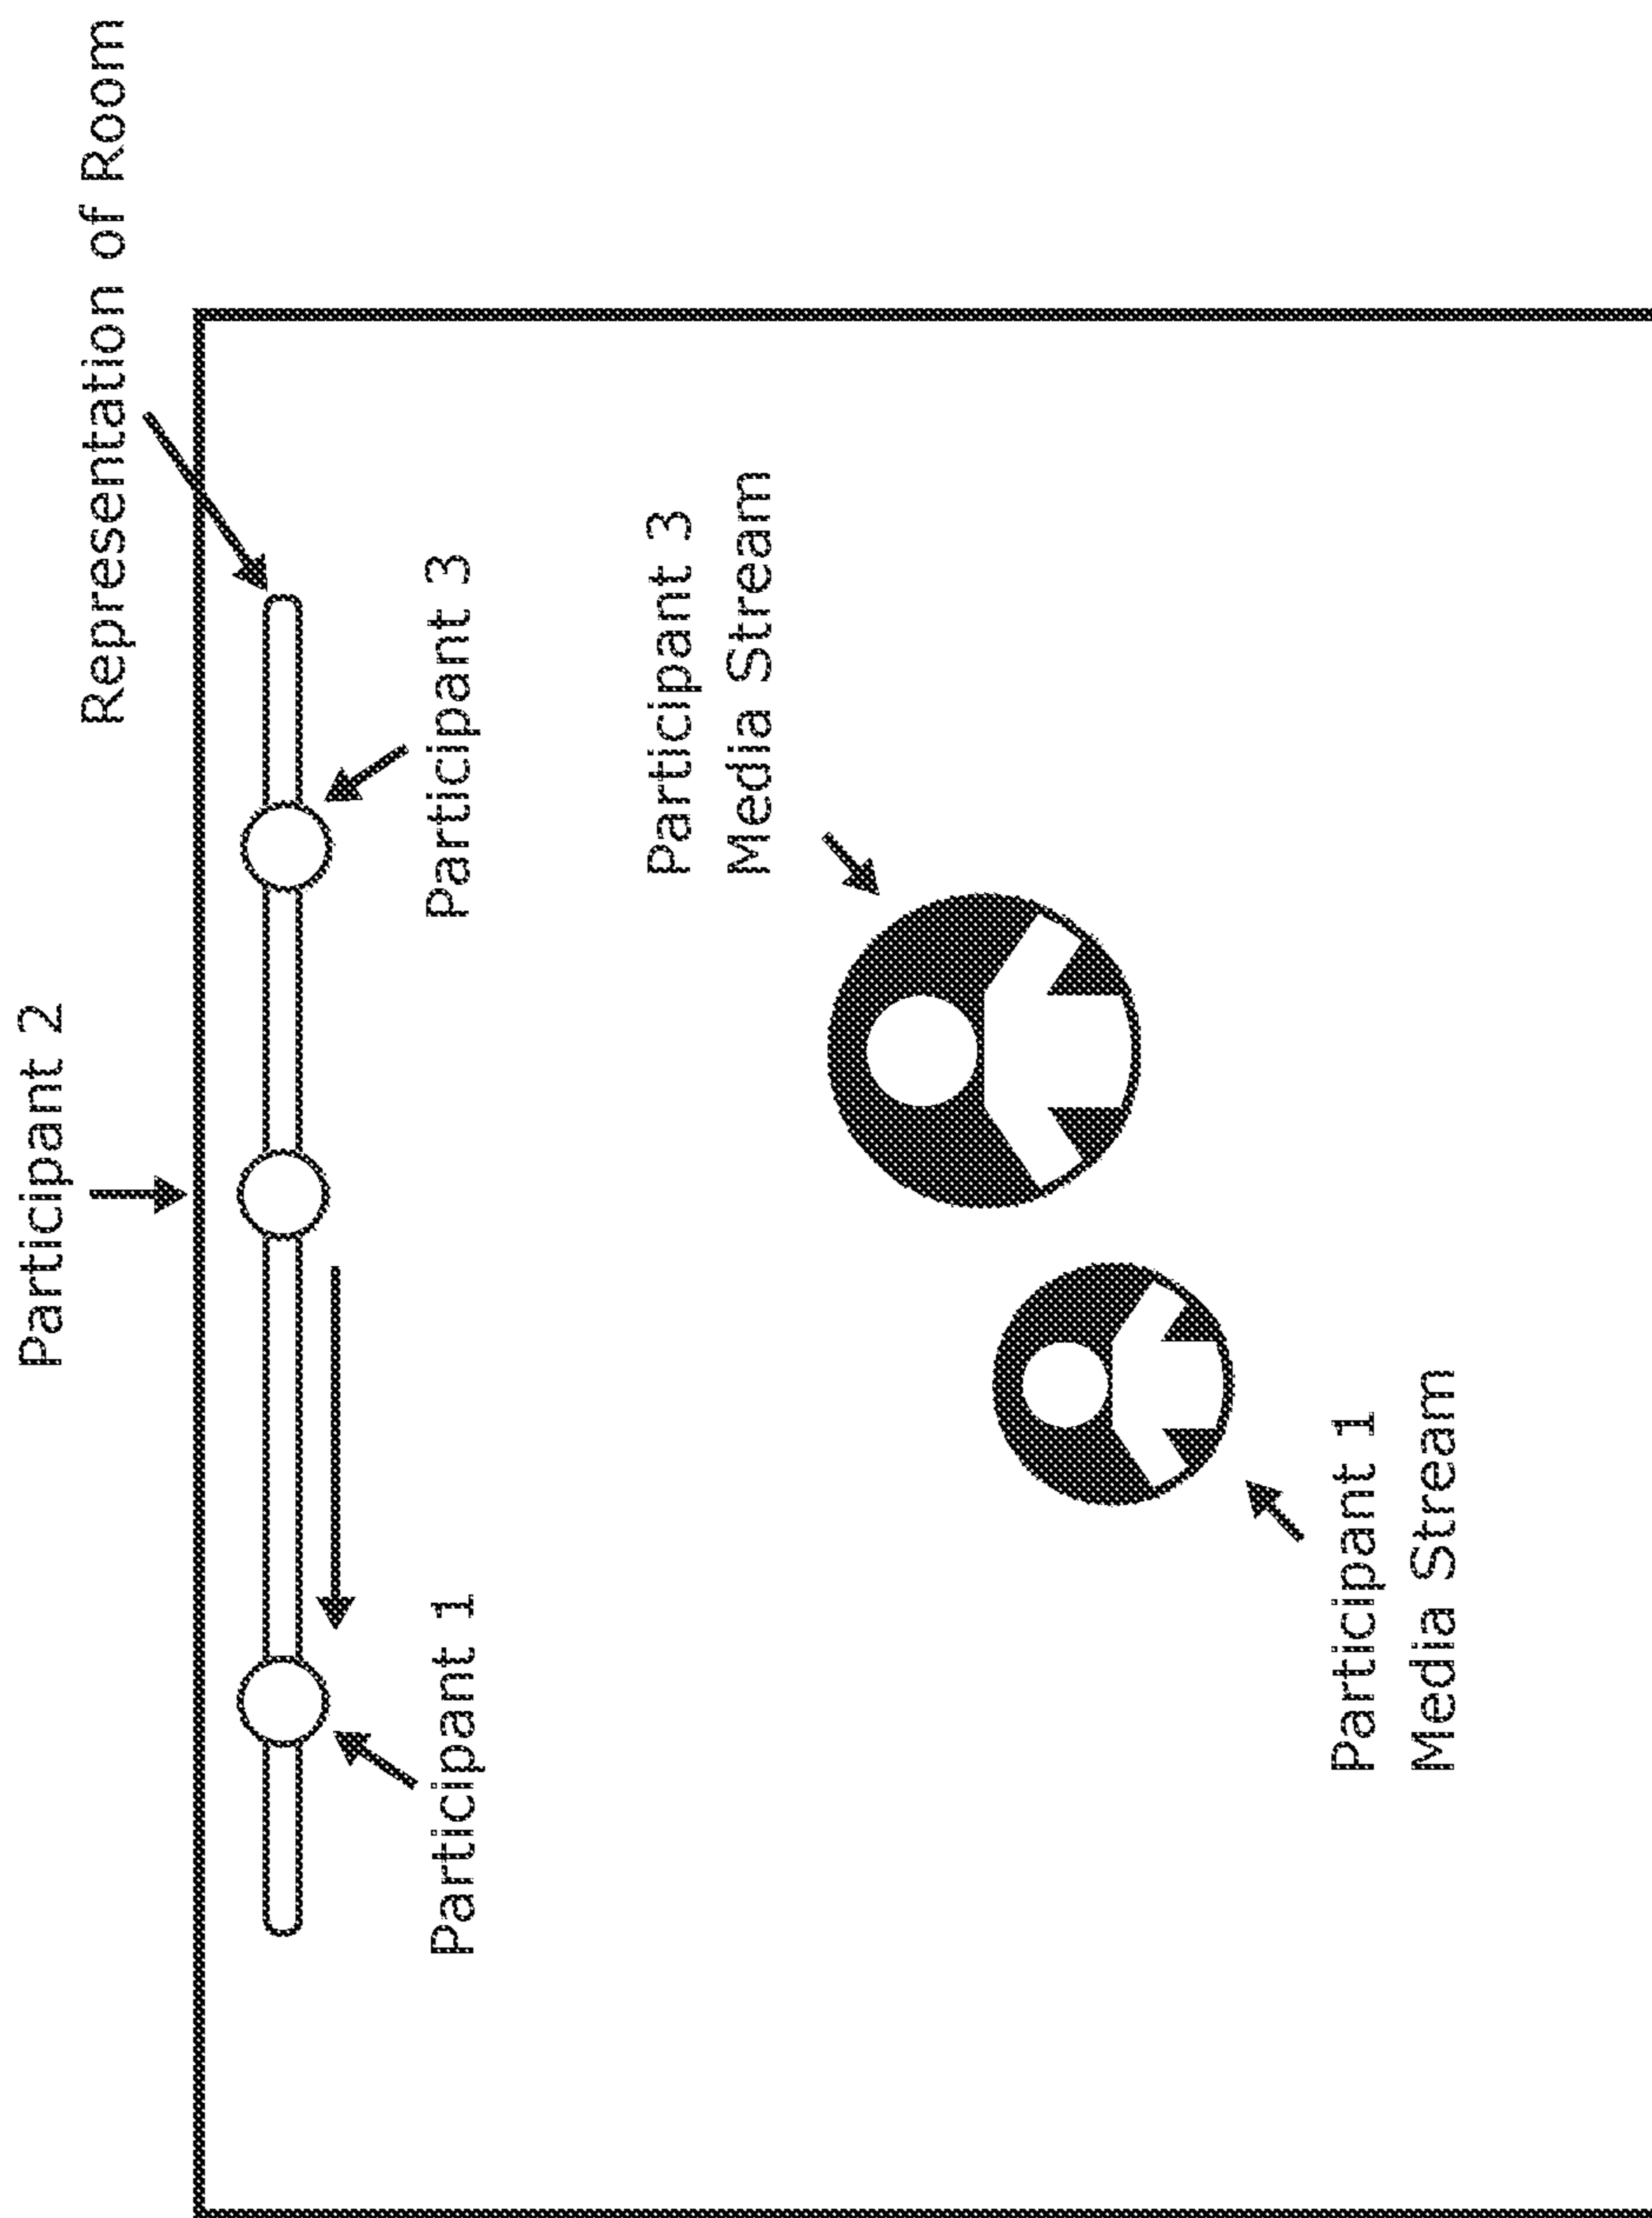 Participant 2
Representation of Room
Participant 1
Participant 3
Participant 3
Media Stream
Participant 1
Media Stream